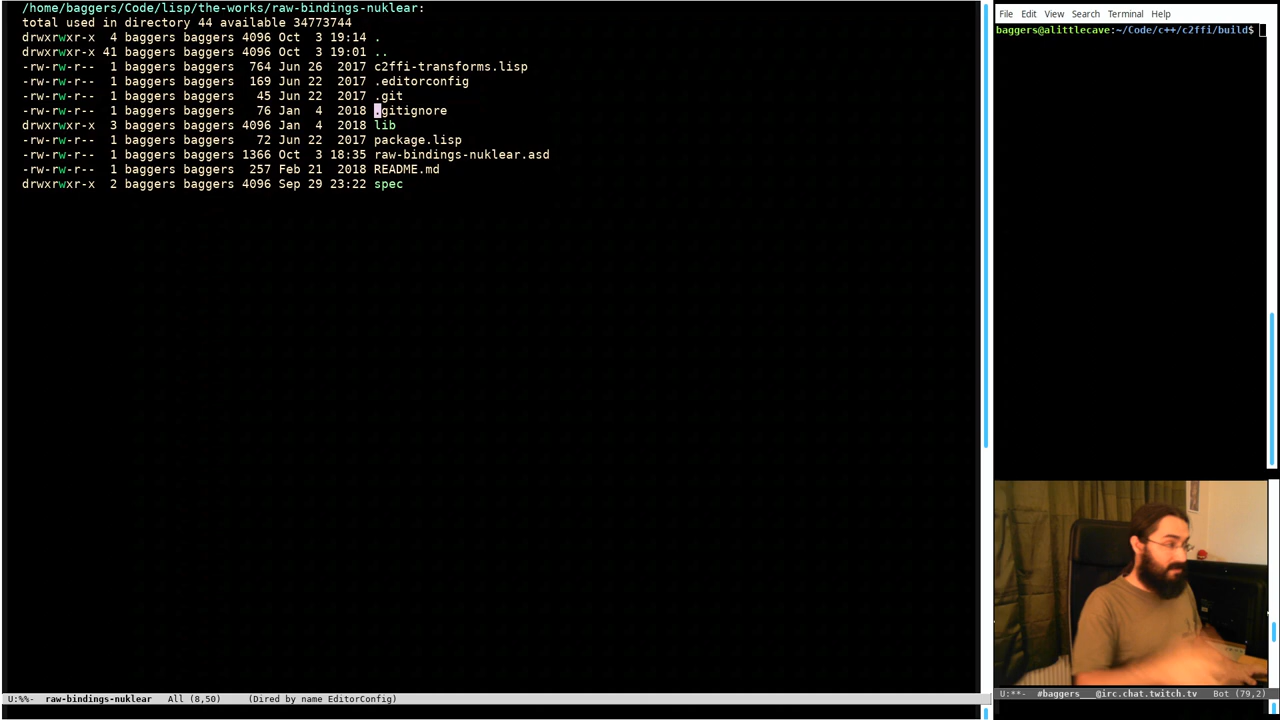 /home/baggers/Code/lisp/the-works/raw-bindings-nuklear:
total used in directory 44 available 34773744
drwxrwxr-x  4 baggers baggers 4096 Oct  3 19:14 .
drwxrwxr-x 41 baggers baggers 4096 Oct  3 19:01 ..
-rw-rw-r--  1 baggers baggers  764 Jun 26  2017 c2ffi-transforms.lisp
-rw-rw-r--  1 baggers baggers  169 Jun 22  2017 .editorconfig
-rw-rw-r--  1 baggers baggers   45 Jun 22  2017 .git
-rw-rw-r--  1 baggers baggers   76 Jan  4  2018 .gitignore
drwxrwxr-x  3 baggers baggers 4096 Jan  4  2018 lib
-rw-rw-r--  1 baggers baggers   72 Jun 22  2017 package.lisp
-rw-rw-r--  1 baggers baggers 1366 Oct  3 18:35 raw-bindings-nuklear.asd
-rw-rw-r--  1 baggers baggers  257 Feb 21  2018 README.md
drwxrwxr-x  2 baggers baggers 4096 Sep 29 23:22 spec
U:%%-  raw-bindings-nuklear   All (8,50)    (Dired by name EditorConfig)
File Edit View Search Terminal Help
baggers@alittlecave:~/Code/c++/c2ffi/build$
U:**-  #baggers___@irc.chat.twitch.tv   Bot (79,2)